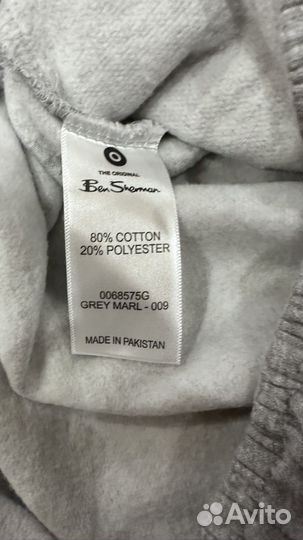 THE ORIGINAL
Ben Sherman
80% COTTON
20% POLYESTER
0068575G
GREY MARL - 009
MADE IN PAKISTAN
Avito